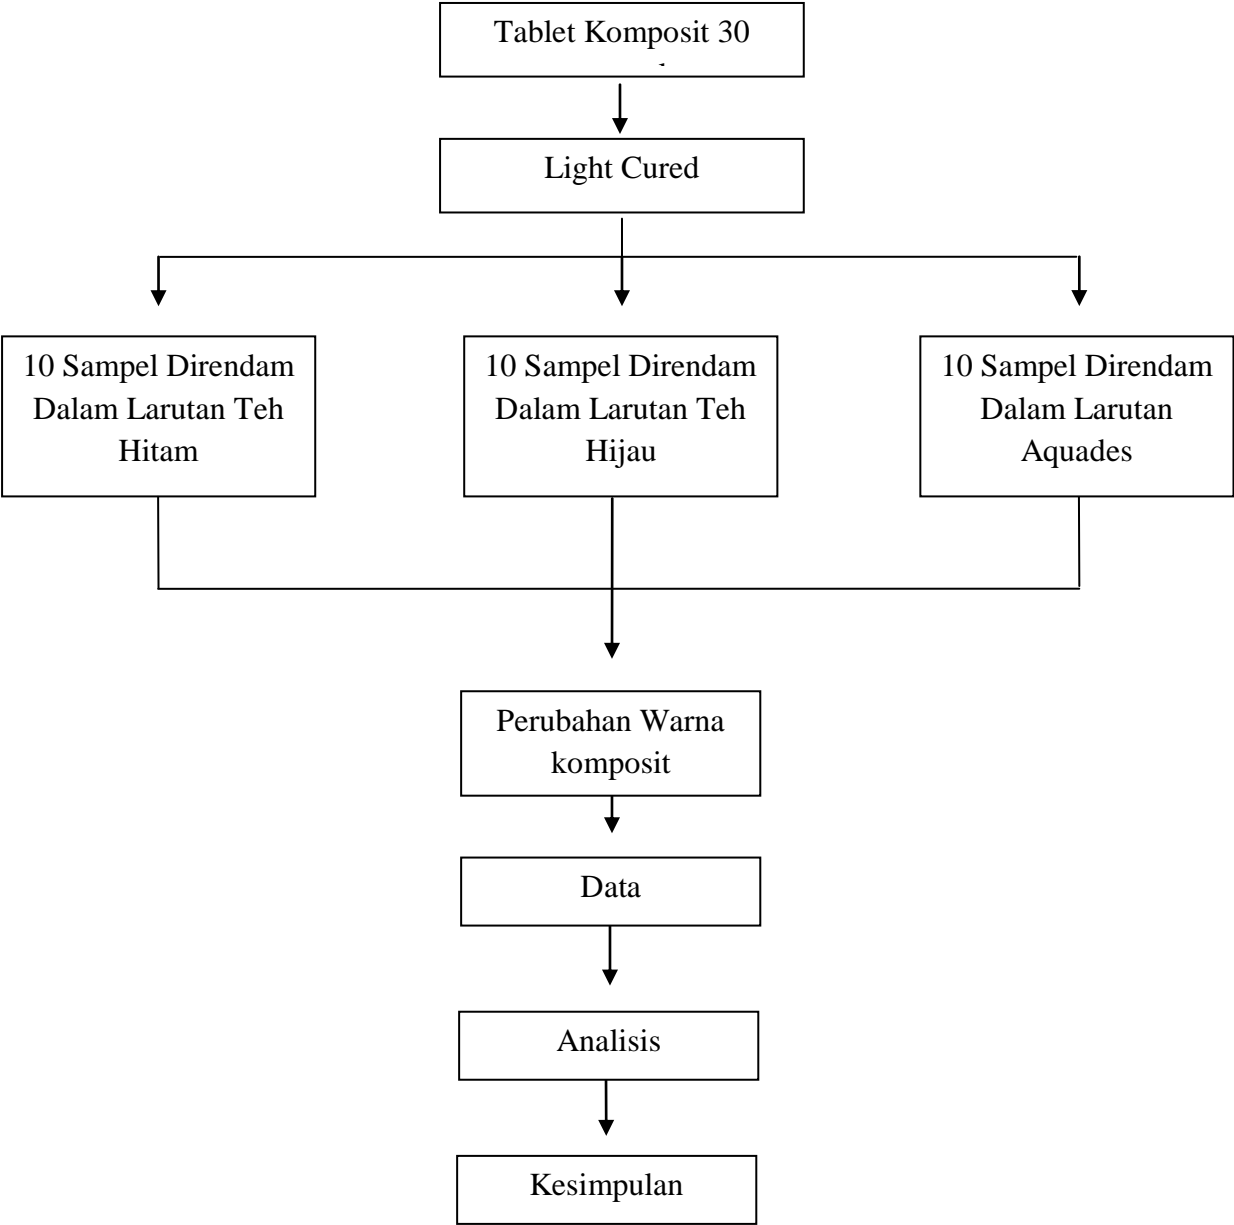 Tablet Komposit 30
Light Cured
10 Sampel Direndam
Dalam Larutan Teh
Hitam
10 Sampel Direndam
Dalam Larutan Teh
Hijau
10 Sampel Direndam
Dalam Larutan
Aquades
Perubahan Warna
komposit
Data
Analisis
Kesimpulan